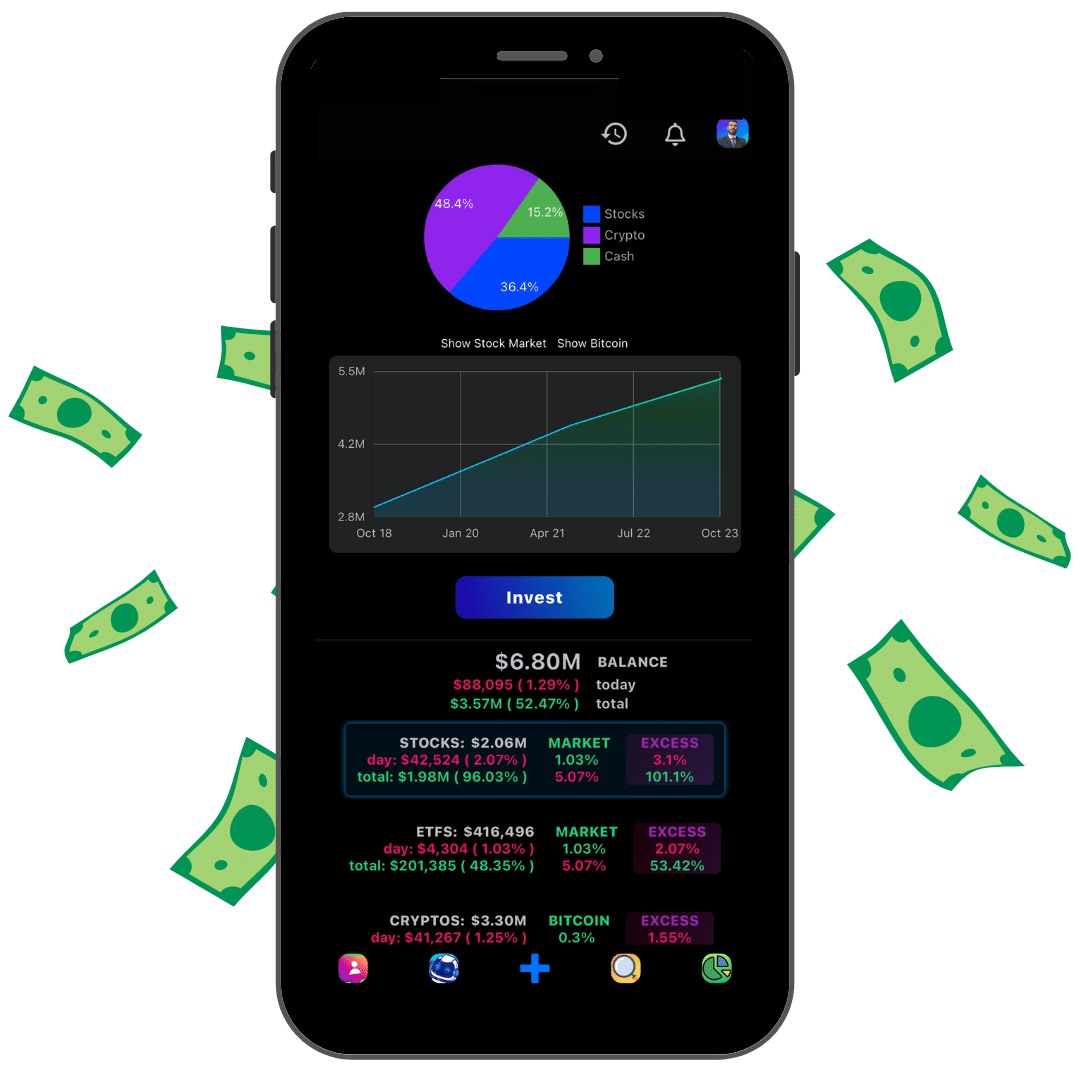 48.4%
15.2%
36.4%
Stocks
Crypto
Cash
Show Stock Market Show Bitcoin
5.5M
4.2M
2.8M
Oct 18 Jan 20 Apr 21 Jul 22 Oct 23
Invest
$6.80M BALANCE
$88,095 ( 1.29% ) today
$3.57M ( 52.47% ) total
STOCKS: $2.06M MARKET EXCESS
day: $42,524 ( 2.07% ) 1.03% 3.1%
total: $1.98M ( 96.03% ) 5.07% 101.1%
ETFS: $416,496 MARKET EXCESS
day: $4,304 ( 1.03% ) 1.03% 2.07%
total: $201,385 ( 48.35% ) 5.07% 53.42%
CRYPTOS: $3.30M BITCOIN EXCESS
day: $41,267 ( 1.25% ) 0.3% 1.55%